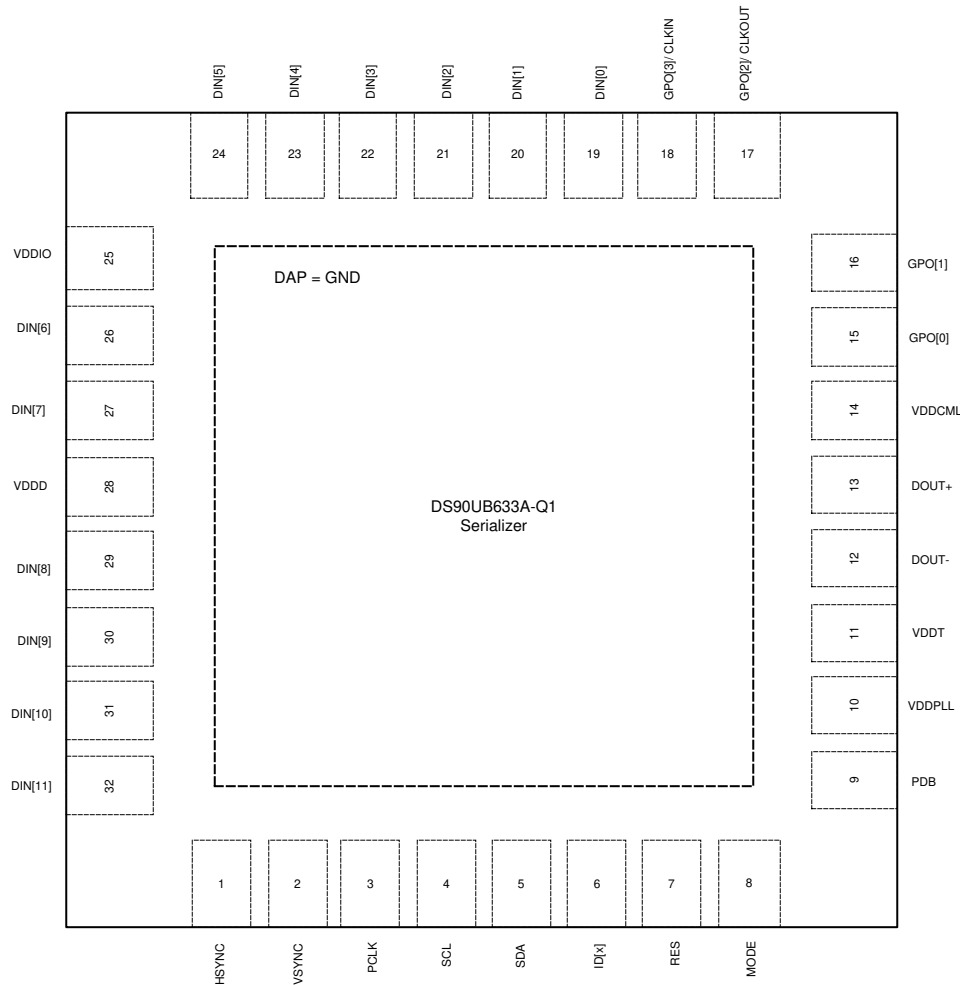 DIN[5]
DIN[4]
DIN[3]
DIN[2]
DIN[1]
DIN[0]
GPO[3]/ CLKIN
GPO[2]/ CLKOUT
24
23
22
21
20
19
18
17
VDDIO
25
DIN[6]
26
DIN[7]
27
VDDD
28
DIN[8]
29
DIN[9]
30
DIN[10]
31
DIN[11]
32
DAP = GND
DS90UB633A-Q1
Serializer
16
GPO[1]
15
GPO[0]
14
VDDCML
13
DOUT+
12
DOUT-
11
VDDT
10
VDDPLL
9
PDB
1
2
3
4
5
6
7
8
HSYNC
VSYNC
PCLK
SCL
SDA
ID[x]
RES
MODE